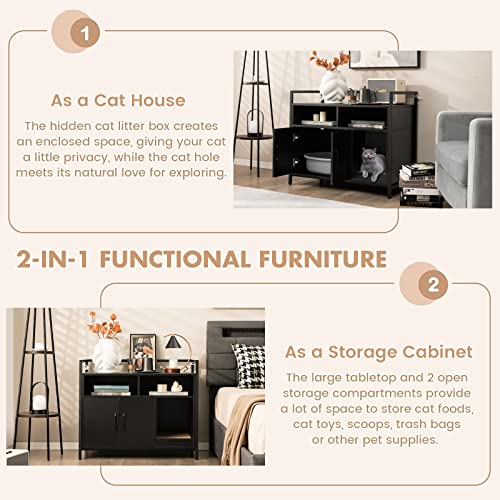 1
As a Cat House
The hidden cat litter box creates
an enclosed space, giving your cat
a little privacy, while the cat hole
meets its natural love for exploring.
2-IN-1 FUNCTIONAL FURNITURE
2
As a Storage Cabinet
The large tabletop and 2 open
storage compartments provide
a lot of space to store cat foods,
cat toys, scoops, trash bags
or other pet supplies.